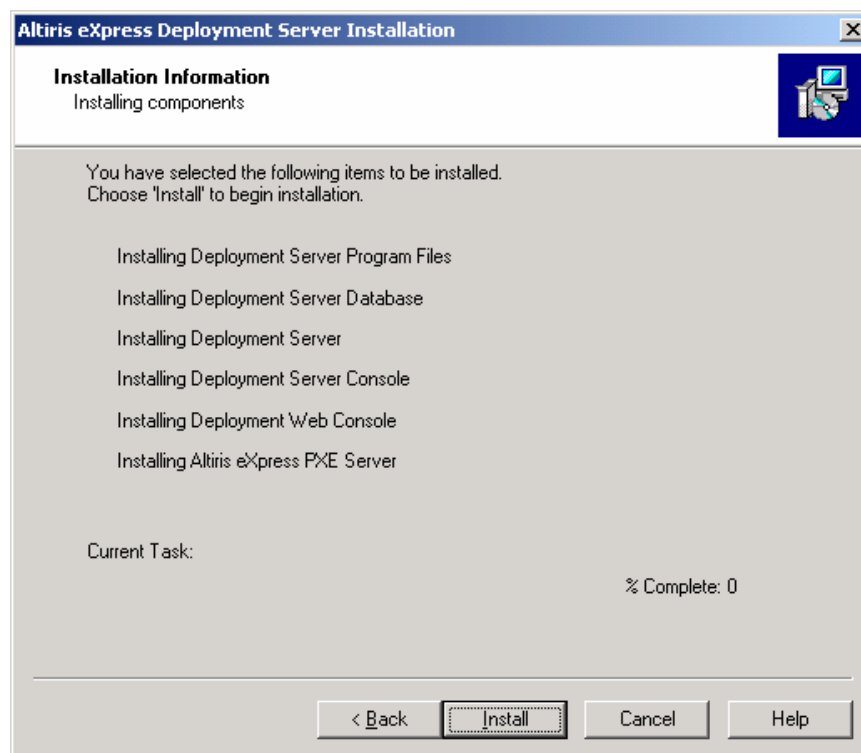 Altiris eXpress Deployment Server Installation
Installation Information
Installing components
You have selected the following items to be installed.
Choose 'Install' to begin installation.
Installing Deployment Server Program Files
Installing Deployment Server Database
Installing Deployment Server
Installing Deployment Server Console
Installing Deployment Web Console
Installing Altiris eXpress PXE Server
Current Task:
% Complete: 0
< Back Install Cancel Help